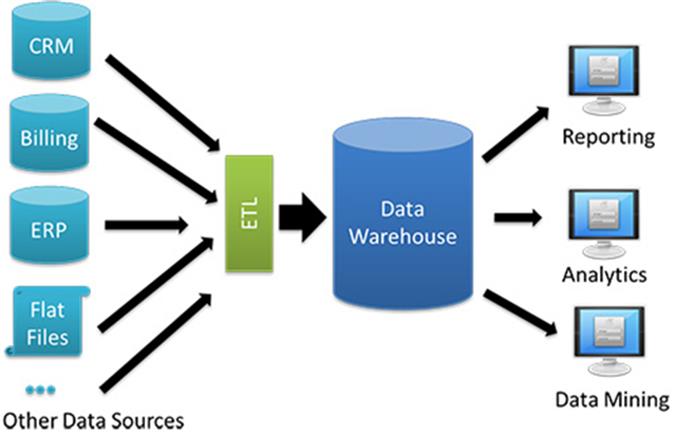 CRM
Billing
ERP
Flat
Files
Other Data Sources
ETL
Data
Warehouse
Reporting
Analytics
Data Mining